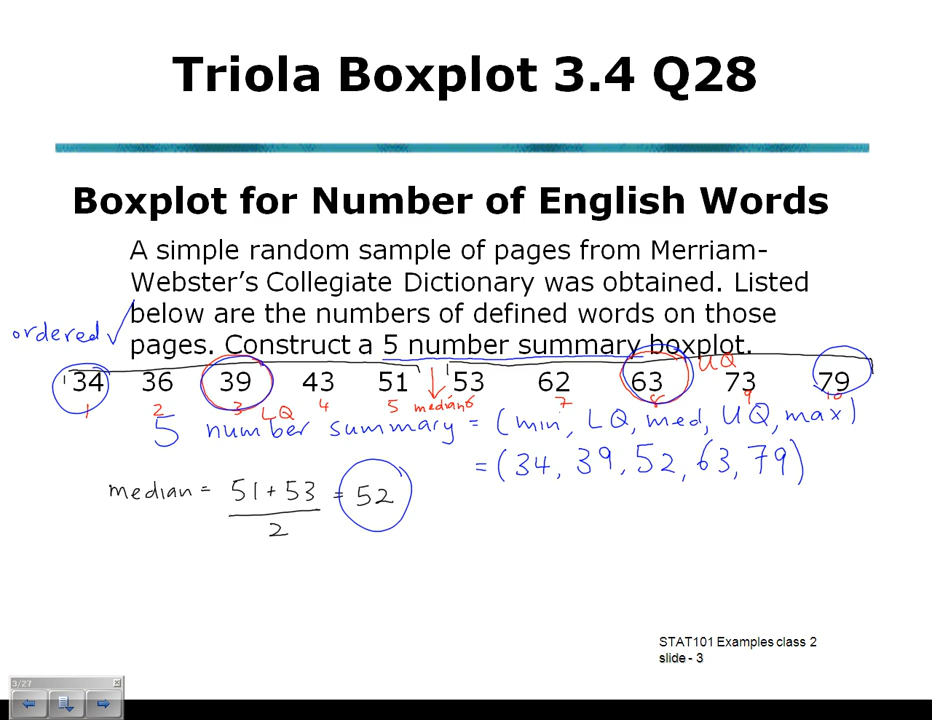 Triola Boxplot 3.4 Q28
Boxplot for Number of English Words
A simple random sample of pages from Merriam-
Webster's Collegiate Dictionary was obtained. Listed
below are the numbers of defined words on those
pages. Construct a 5 number summary boxplot.
ordered ✓
34 36 39 43 51 53 62 63 73 79
UQ
1 2 3 LQ 4 5 median 6 7 8 9 10
5 number summary = (min, LQ, med, UQ, max)
= (34, 39, 52, 63, 79)
median = 51 + 53 = 52
2
STAT101 Examples class 2
slide - 3
3/27